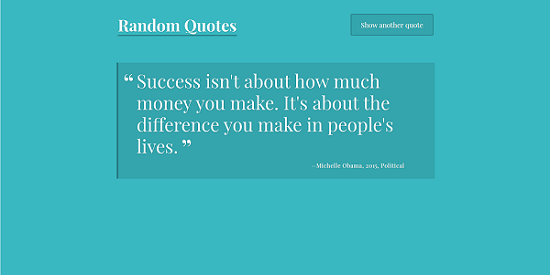 Random Quotes
Show another quote
“ Success isn't about how much
money you make. It's about the
difference you make in people's
lives. ”
—Michelle Obama, 2015, Political